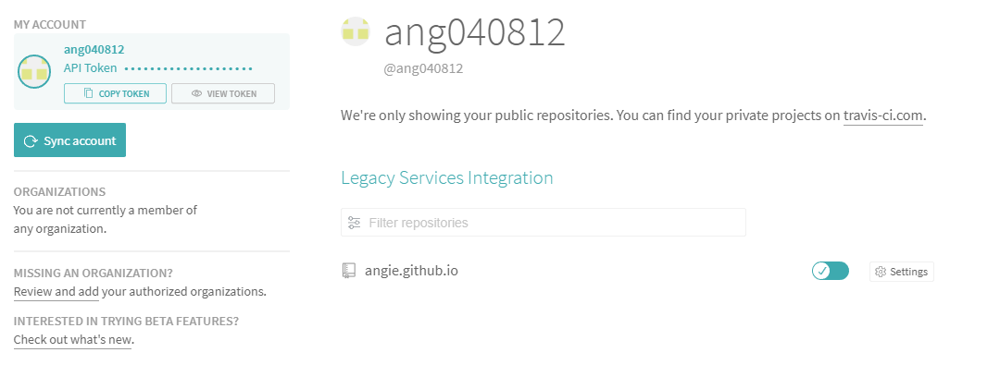 MY ACCOUNT
ang040812
API Token ••••••••••••••••••••
COPY TOKEN
VIEW TOKEN
Sync account
ORGANIZATIONS
You are not currently a member of
any organization.
MISSING AN ORGANIZATION?
Review and add your authorized organizations.
INTERESTED IN TRYING BETA FEATURES?
Check out what's new.
ang040812
@ang040812
We're only showing your public repositories. You can find your private projects on travis-ci.com.
Legacy Services Integration
Filter repositories
angie.github.io
Settings